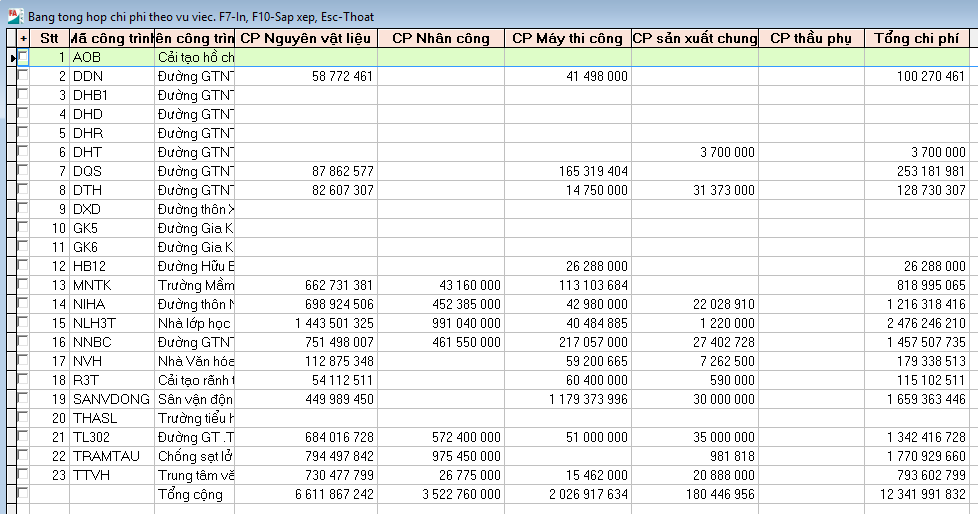 Bang tong hop chi phi theo vu viec. F7-In, F10-Sap xep, Esc-Thoat
+ Stt Mã công trình ên công trìn CP Nguyên vật liệu CP Nhân công CP Máy thi công CP sản xuất chung CP thầu phụ Tổng chi phí
1 AOB Cải tạo hồ ch
2 DDN Đường GTNT 58 772 461 41 498 000 100 270 461
3 DHB1 Đường GTNT
4 DHD Đường GTNT
5 DHR Đường GTNT
6 DHT Đường GTNT 3 700 000 3 700 000
7 DQS Đường GTNT 87 862 577 165 319 404 253 181 981
8 DTH Đường GTNT 82 607 307 14 750 000 31 373 000 128 730 307
9 DXD Đường thôn X
10 GK5 Đường Gia K
11 GK6 Đường Gia K
12 HB12 Đường Hữu B 26 288 000 26 288 000
13 MNTK Trường Mầm 662 731 381 43 160 000 113 103 684 818 995 065
14 NIHA Đường thôn N 698 924 506 452 385 000 42 980 000 22 028 910 1 216 318 416
15 NLH3T Nhà lớp học 1 443 501 325 991 040 000 40 484 885 1 220 000 2 476 246 210
16 NNBC Đường GTNT 751 498 007 461 550 000 217 057 000 27 402 728 1 457 507 735
17 NVH Nhà Văn hóa 112 875 348 59 200 665 7 262 500 179 338 513
18 R3T Cải tạo rãnh t 54 112 511 60 400 000 590 000 115 102 511
19 SANVDONG Sân vận độn 449 989 450 1 179 373 996 30 000 000 1 659 363 446
20 THASL Trường tiểu h
21 TL302 Đường GT .T 684 016 728 572 400 000 51 000 000 35 000 000 1 342 416 728
22 TRAMTAU Chống sạt lở 794 497 842 975 450 000 981 818 1 770 929 660
23 TTVH Trung tâm vă 730 477 799 26 775 000 15 462 000 20 888 000 793 602 799
Tổng cộng 6 611 867 242 3 522 760 000 2 026 917 634 180 446 956 12 341 991 832